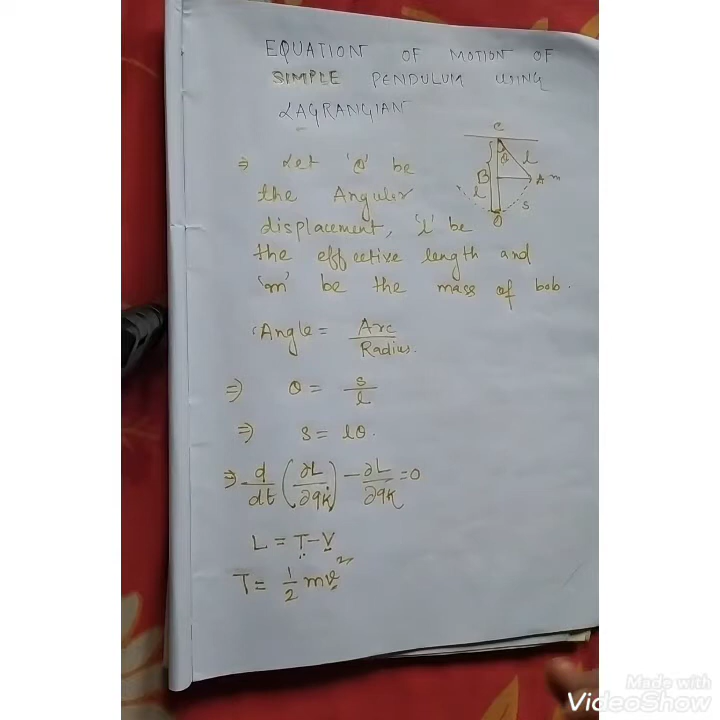 EQUATION OF MOTION OF
SIMPLE PENDULUM USING
LAGRANGIAN
C
θ l
B A m
l s
O
⇒ Let 'θ' be
the Angular
displacement, 'l' be
the effective length and
'm' be the mass of bob.
Angle = Arc / Radius.
⇒ θ = s / l
⇒ s = lθ.
⇒ d/dt (∂L/∂q̇k) − ∂L/∂qk = 0
L = T−V
T = 1/2 mv²
Made with
VideoShow